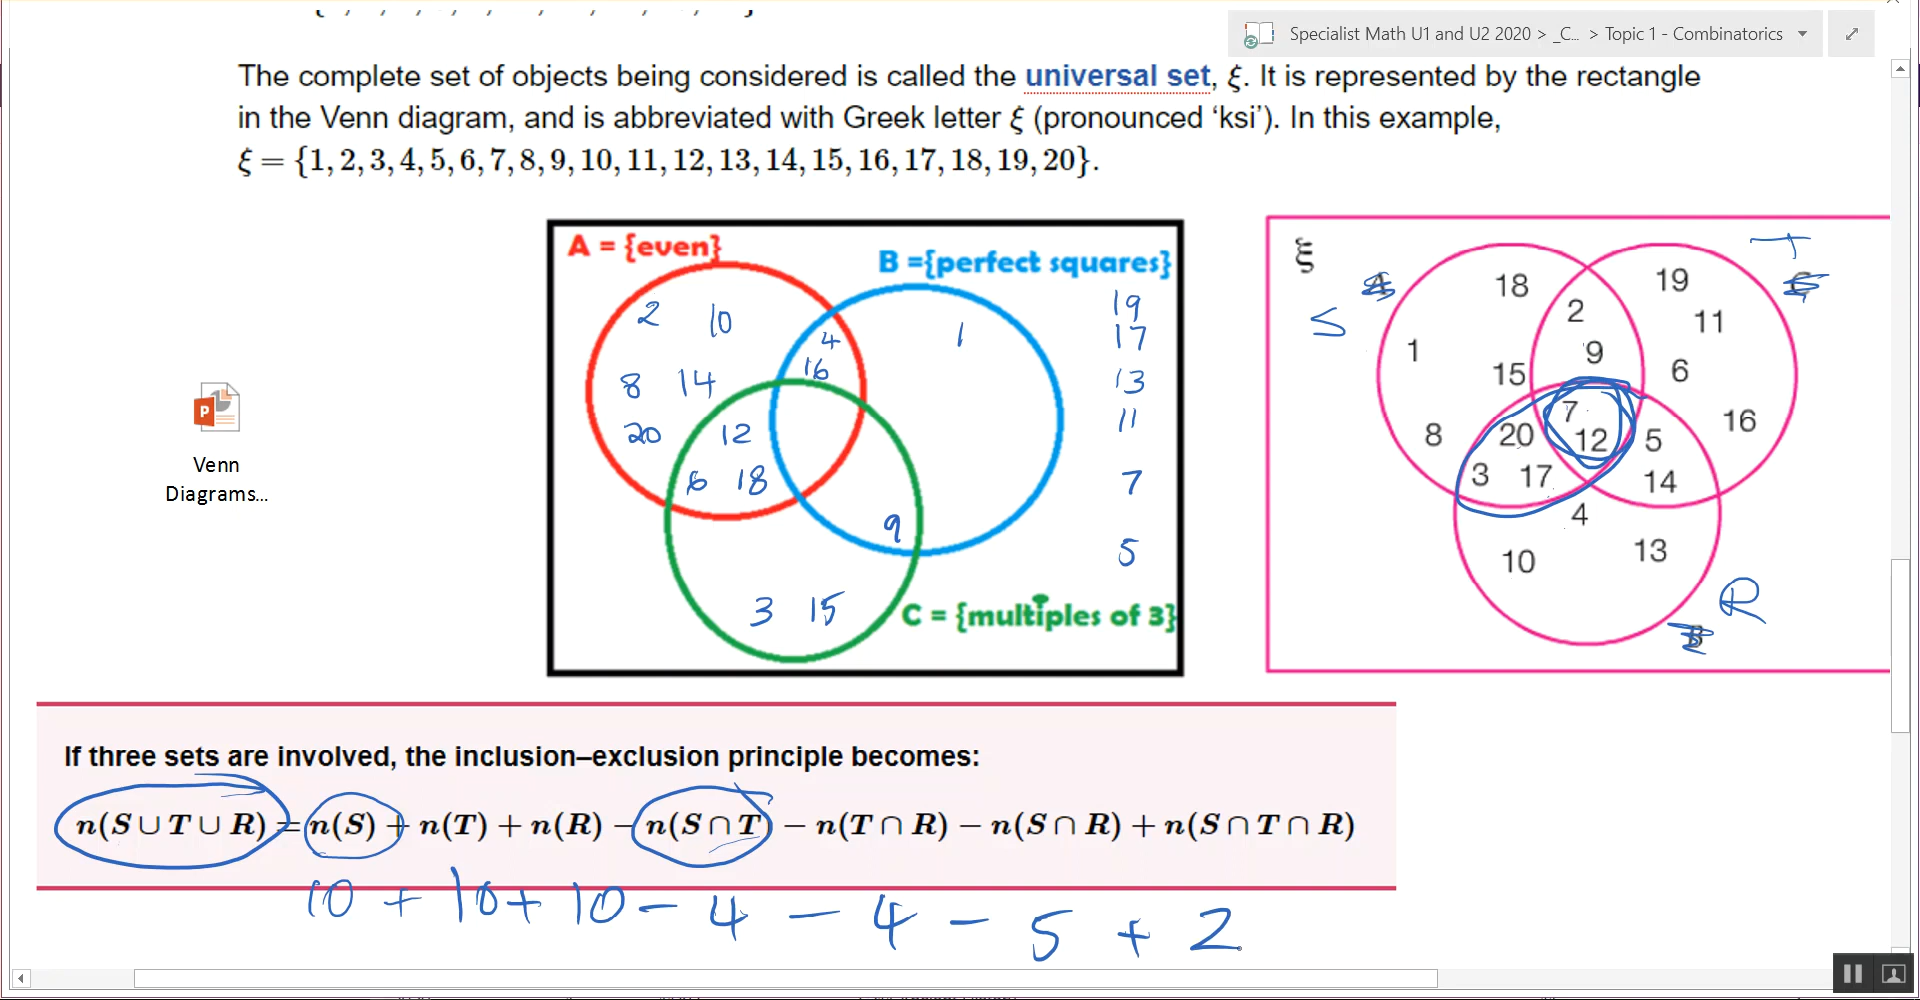 Specialist Math U1 and U2 2020 > _C... > Topic 1 - Combinatorics
The complete set of objects being considered is called the universal set, ξ. It is represented by the rectangle
in the Venn diagram, and is abbreviated with Greek letter ξ (pronounced ‘ksi’). In this example,
ξ = {1, 2, 3, 4, 5, 6, 7, 8, 9, 10, 11, 12, 13, 14, 15, 16, 17, 18, 19, 20}.
P
Venn
Diagrams...
A = {even}
B ={perfect squares}
2 10
4
1
19
17
16
8 14
13
20 12
11
6 18
7
9
5
3 15
C = {multiples of 3}
ξ
T
S
18 19
2 11
1 9
15 6
7 16
8 20 12 5
3 17 14
4
10 13
R
If three sets are involved, the inclusion–exclusion principle becomes:
n(S ∪ T ∪ R) = n(S) + n(T) + n(R) − n(S ∩ T) − n(T ∩ R) − n(S ∩ R) + n(S ∩ T ∩ R)
10 + 10 + 10 − 4 − 4 − 5 + 2